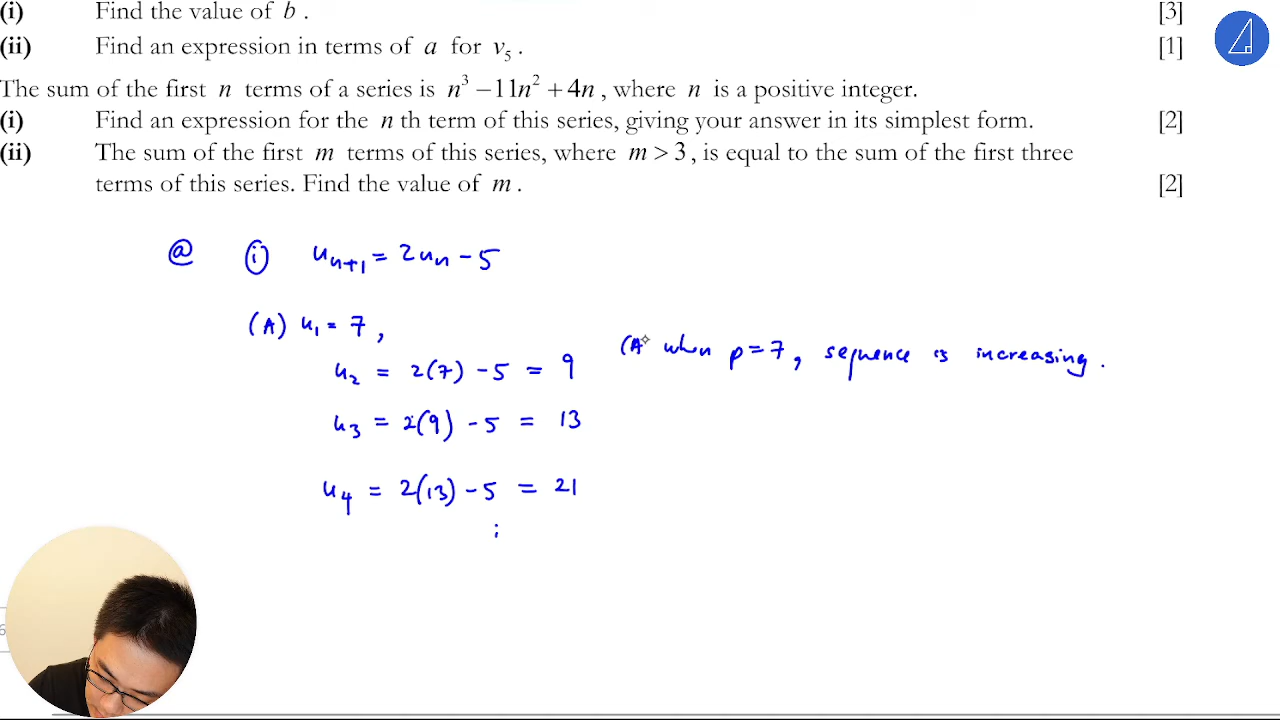 (i) Find the value of b . [3]
(ii) Find an expression in terms of a for v₅ . [1]
The sum of the first n terms of a series is n³ −11n² + 4n , where n is a positive integer.
(i) Find an expression for the n th term of this series, giving your answer in its simplest form. [2]
(ii) The sum of the first m terms of this series, where m > 3 , is equal to the sum of the first three
terms of this series. Find the value of m . [2]
@ (i) uₙ₊₁ = 2uₙ − 5
(A) u₁ = 7 ,
(A when p = 7 , sequence is increasing .
u₂ = 2(7) − 5 = 9
u₃ = 2(9) − 5 = 13
u₄ = 2(13) − 5 = 21
⋮
6